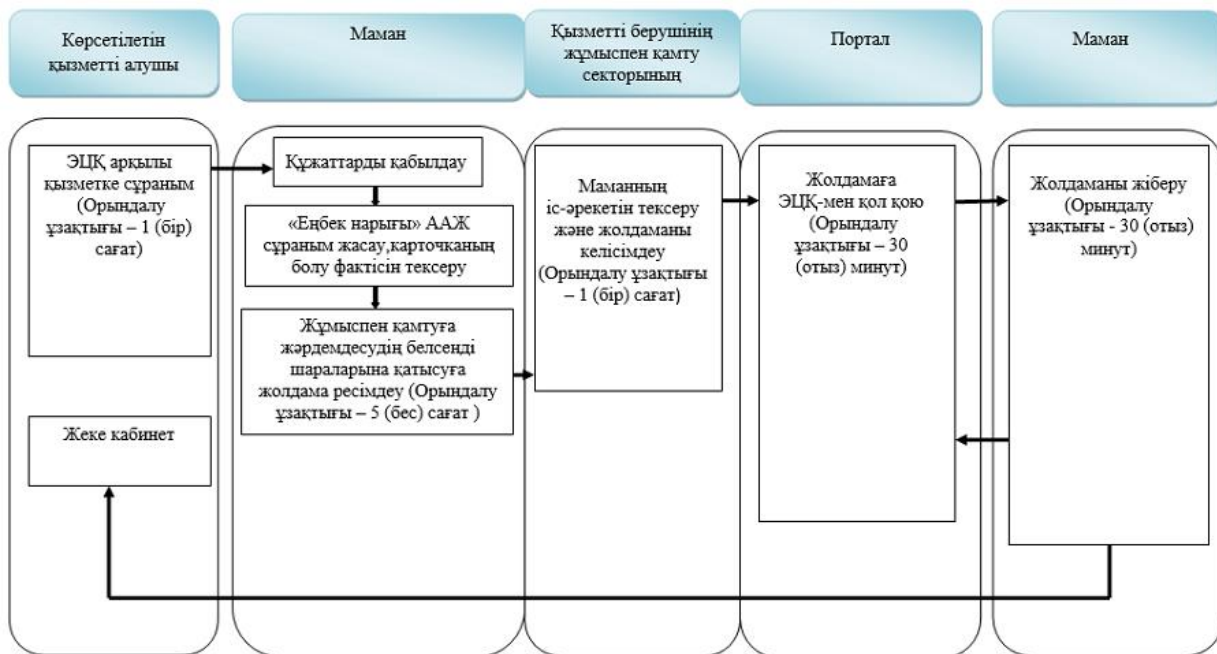 Көрсетілетін
қызметті алушы
Маман
Қызметті берушінің
жұмыспен қамту
секторының
Портал
Маман
ЭЦҚ арқылы
қызметке сұраным
(Орындалу
ұзақтығы – 1 (бір)
сағат)
Жеке кабинет
Құжаттарды қабылдау
«Еңбек нарығы» ААЖ
сұраным жасау,карточканың
болу фактісін тексеру
Жұмыспен қамтуға
жәрдемдесудің белсенді
шараларына қатысуға
жолдама ресімдеу (Орындалу
ұзақтығы – 5 (бес) сағат )
Маманның
іс-әрекетін тексеру
және жолдаманы
келісімдеу
(Орындалу ұзақтығы
– 1 (бір) сағат)
Жолдамаға
ЭЦҚ-мен қол қою
(Орындалу
ұзақтығы – 30
(отыз) минут)
Жолдаманы жіберу
(Орындалу
ұзақтығы - 30 (отыз)
минут)